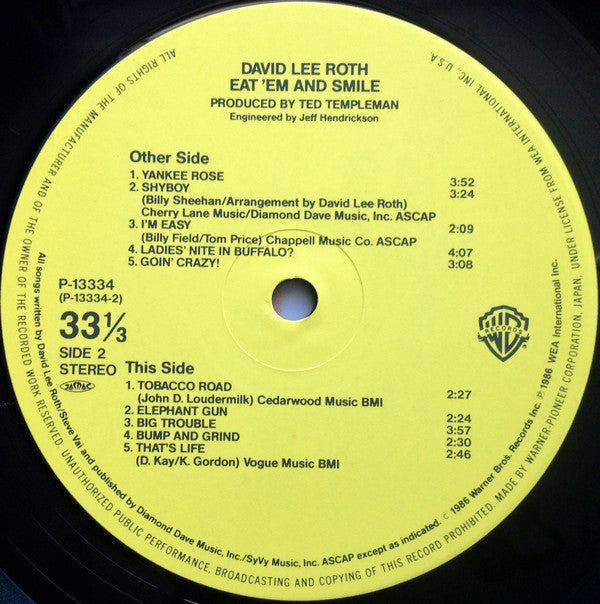 DAVID LEE ROTH
EAT 'EM AND SMILE
PRODUCED BY TED TEMPLEMAN
Engineered by Jeff Hendrickson
Other Side
1. YANKEE ROSE 3:52
2. SHYBOY 3:24
(Billy Sheehan/Arrangement by David Lee Roth)
Cherry Lane Music/Diamond Dave Music, Inc. ASCAP
3. I'M EASY 2:09
(Billy Field/Tom Price) Chappell Music Co. ASCAP
4. LADIES' NITE IN BUFFALO? 4:07
5. GOIN' CRAZY! 3:08
P-13334
(P-13334-2)
33⅓
SIDE 2
STEREO
JASRAC
W
RECORDS
This Side
1. TOBACCO ROAD
(John D. Loudermilk) Cedarwood Music BMI 2:27
2. ELEPHANT GUN 2:24
3. BIG TROUBLE 3:57
4. BUMP AND GRIND 2:30
5. THAT'S LIFE 2:46
(D. Kay/K. Gordon) Vogue Music BMI
All songs written by David Lee Roth/Steve Vai and published by Diamond Dave Music, Inc./SyVy Music, Inc. ASCAP except as indicated. © 1986 Warner Bros. Records Inc. ℗ 1986 WEA International Inc.
ALL RIGHTS OF THE MANUFACTURER AND OF THE OWNER OF THE RECORDED WORK RESERVED. UNAUTHORIZED PUBLIC PERFORMANCE, BROADCASTING AND COPYING OF THIS RECORD PROHIBITED. MADE BY WARNER-PIONEER CORPORATION, JAPAN, UNDER LICENSE FROM WEA INTERNATIONAL INC., U.S.A.